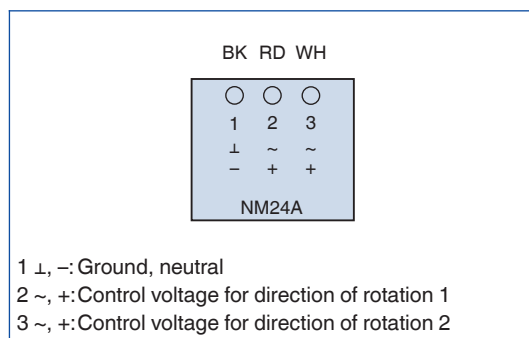 BK RD WH
1 2 3
⊥ ~ ~
– + +
NM24A
1 ⊥, –: Ground, neutral
2 ~, +: Control voltage for direction of rotation 1
3 ~, +: Control voltage for direction of rotation 2